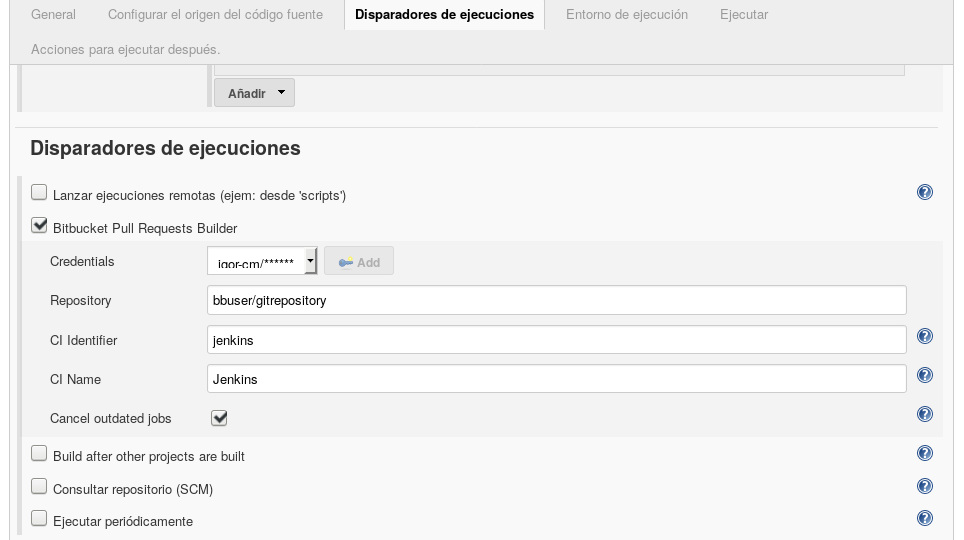 General Configurar el origen del código fuente Disparadores de ejecuciones Entorno de ejecución Ejecutar
Acciones para ejecutar después.
Añadir
Disparadores de ejecuciones
Lanzar ejecuciones remotas (ejem: desde 'scripts')
Bitbucket Pull Requests Builder
Credentials igor-cm/****** Add
Repository bbuser/gitrepository
CI Identifier jenkins
CI Name Jenkins
Cancel outdated jobs
Build after other projects are built
Consultar repositorio (SCM)
Ejecutar periódicamente